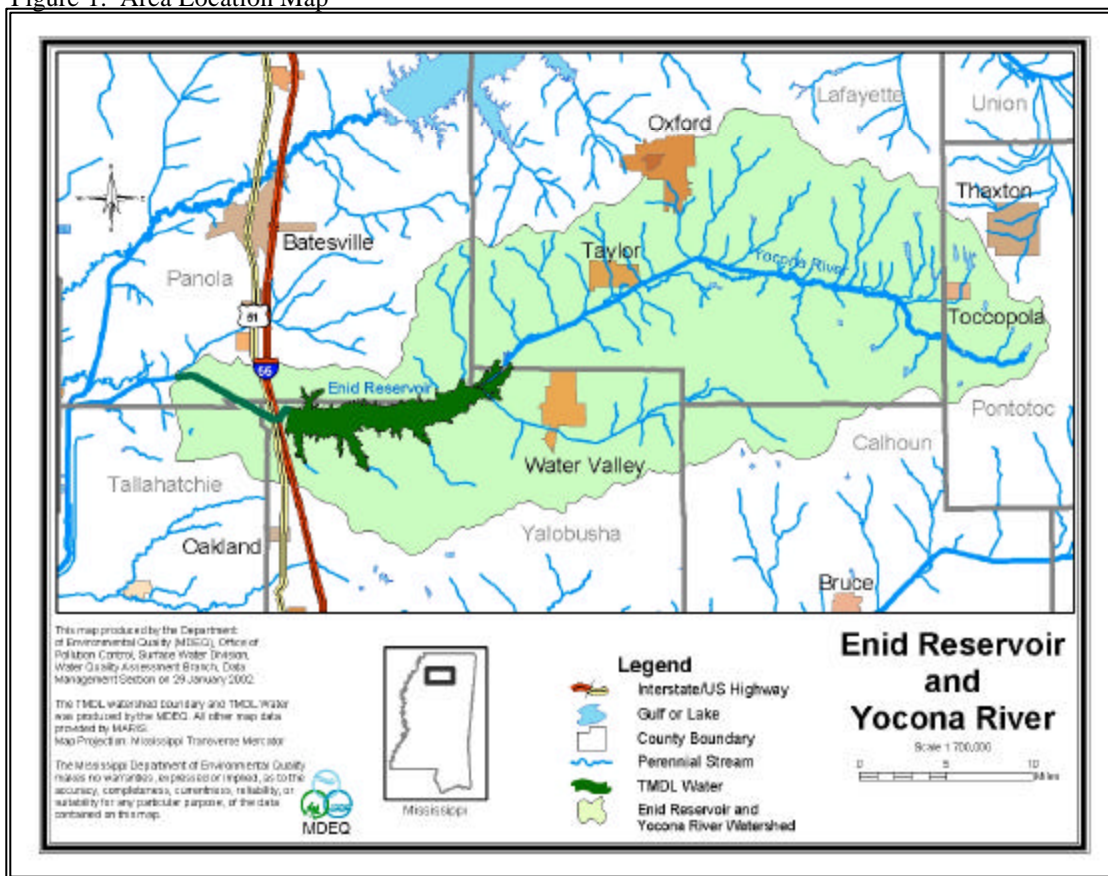 Figure 1. Area Location Map
Lafayette
Union
Oxford
Thaxton
Batesville
Taylor
Yocona River
Panola
51
Toccopola
55
Enid Reservoir
Pontotoc
Calhoun
Water Valley
Tallahatchie
Yalobusha
Oakland
Bruce
This map produced by the Department
of Environmental Quality (MDEQ), Office of
Pollution Control, Surface Water Division,
Water Quality Assessment Branch, Data
Management Section on 29 January 2002.
The TMDL watershed boundary and TMDL Water
was produced by the MDEQ. All other map data
provided by MARIS.
Map Projection: Mississippi Transverse Mercator
The Mississippi Department of Environmental Quality
makes no warranties, expressed or implied, as to the
accuracy, completeness, currentness, reliability, or
suitability for any particular purpose, of the data
contained on this map.
MDEQ
Mississippi
Legend
Interstate/US Highway
Gulf or Lake
County Boundary
Perennial Stream
TMDL Water
Enid Reservoir and
Yocona River Watershed
Enid Reservoir
and
Yocona River
Scale 1:700,000
0 5 10
Miles